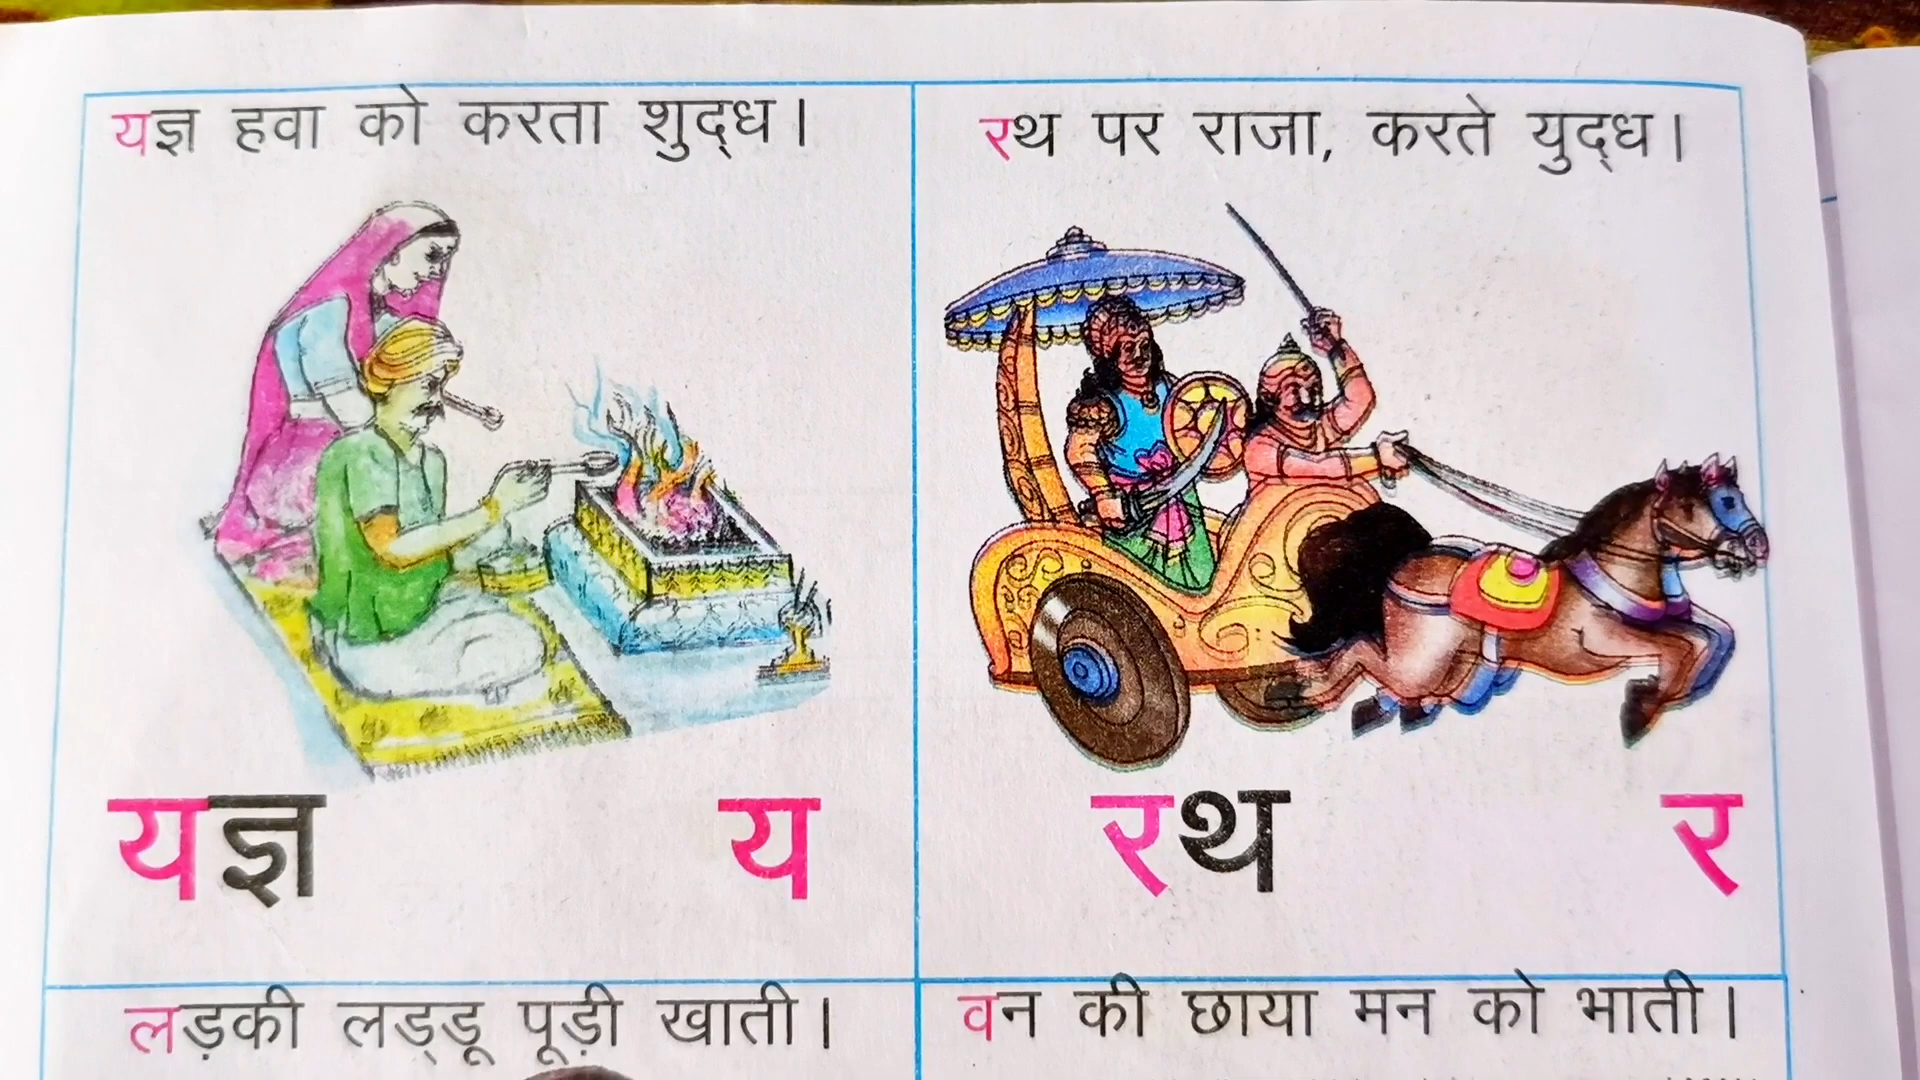 यज्ञ हवा को करता शुद्ध।
यज्ञ य
रथ पर राजा, करते युद्ध।
रथ र
लड़की लड्डू पूड़ी खाती।
वन की छाया मन को भाती।